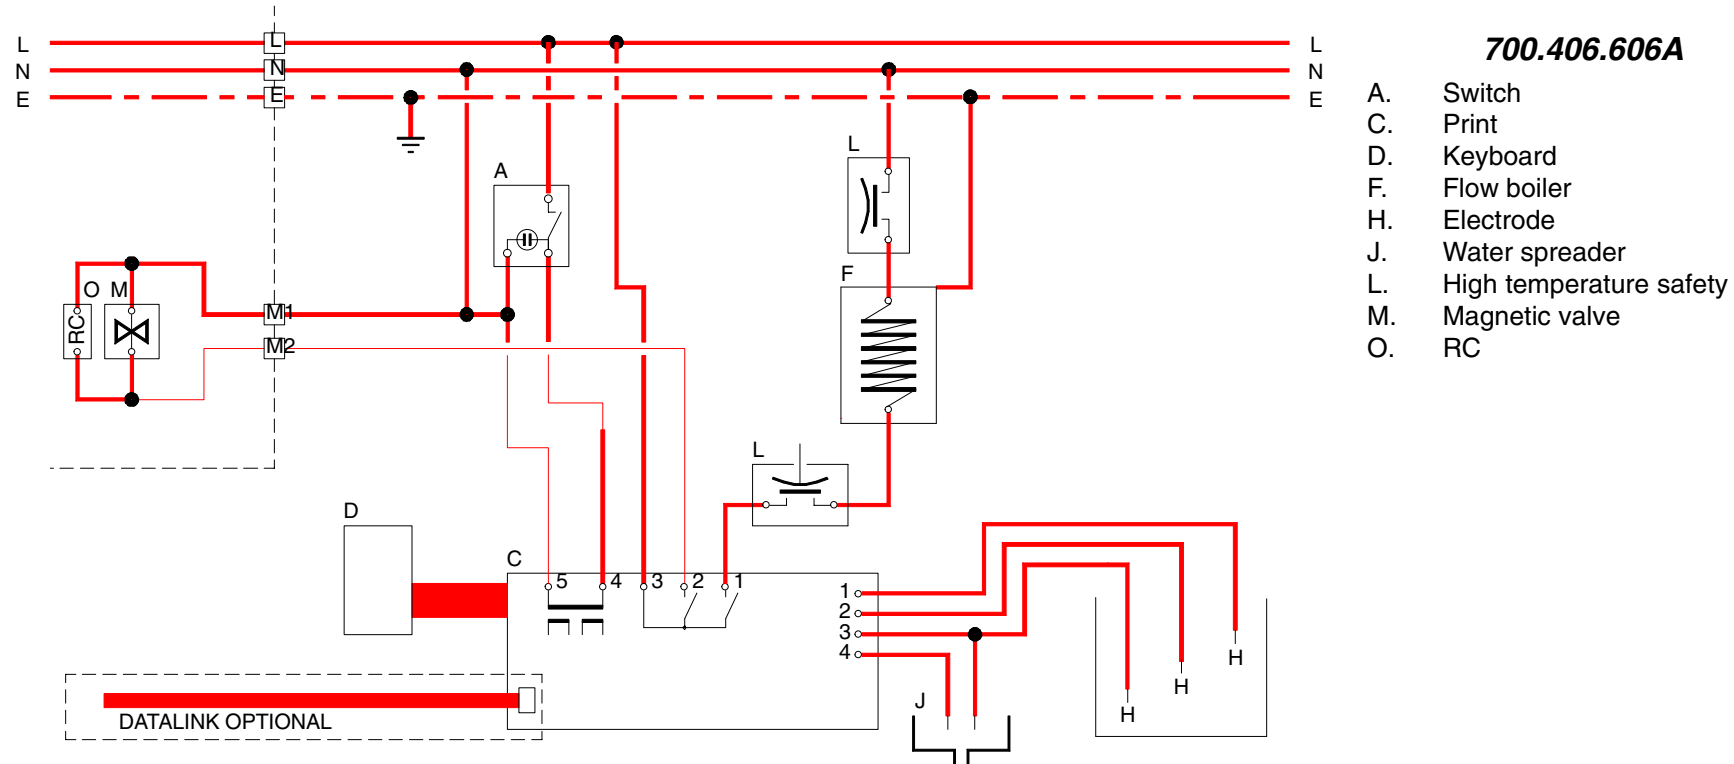 L
L
L
700.406.606A
N
N
N
E
E
E
A. Switch
C. Print
D. Keyboard
F. Flow boiler
H. Electrode
J. Water spreader
L. High temperature safety
M. Magnetic valve
O. RC
L
A
F
O M
RC
M1
M2
L
D
C
5 4 3 2 1
1
2
3
4
H
H
H
J
DATALINK OPTIONAL